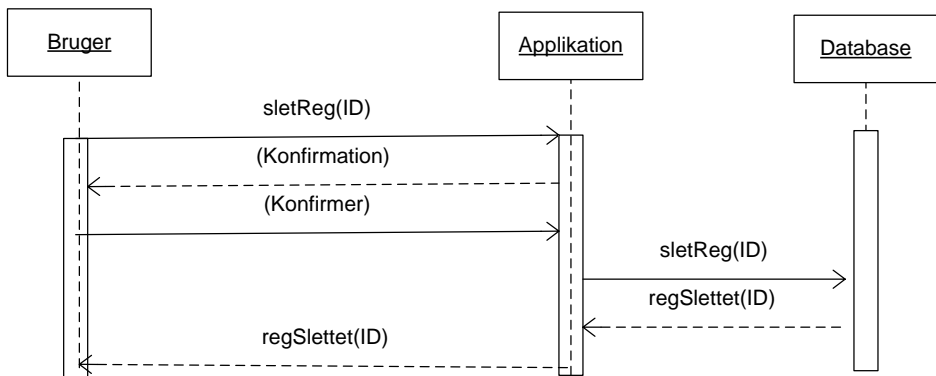 Bruger
Applikation
Database
sletReg(ID)
(Konfirmation)
(Konfirmer)
sletReg(ID)
regSlettet(ID)
regSlettet(ID)